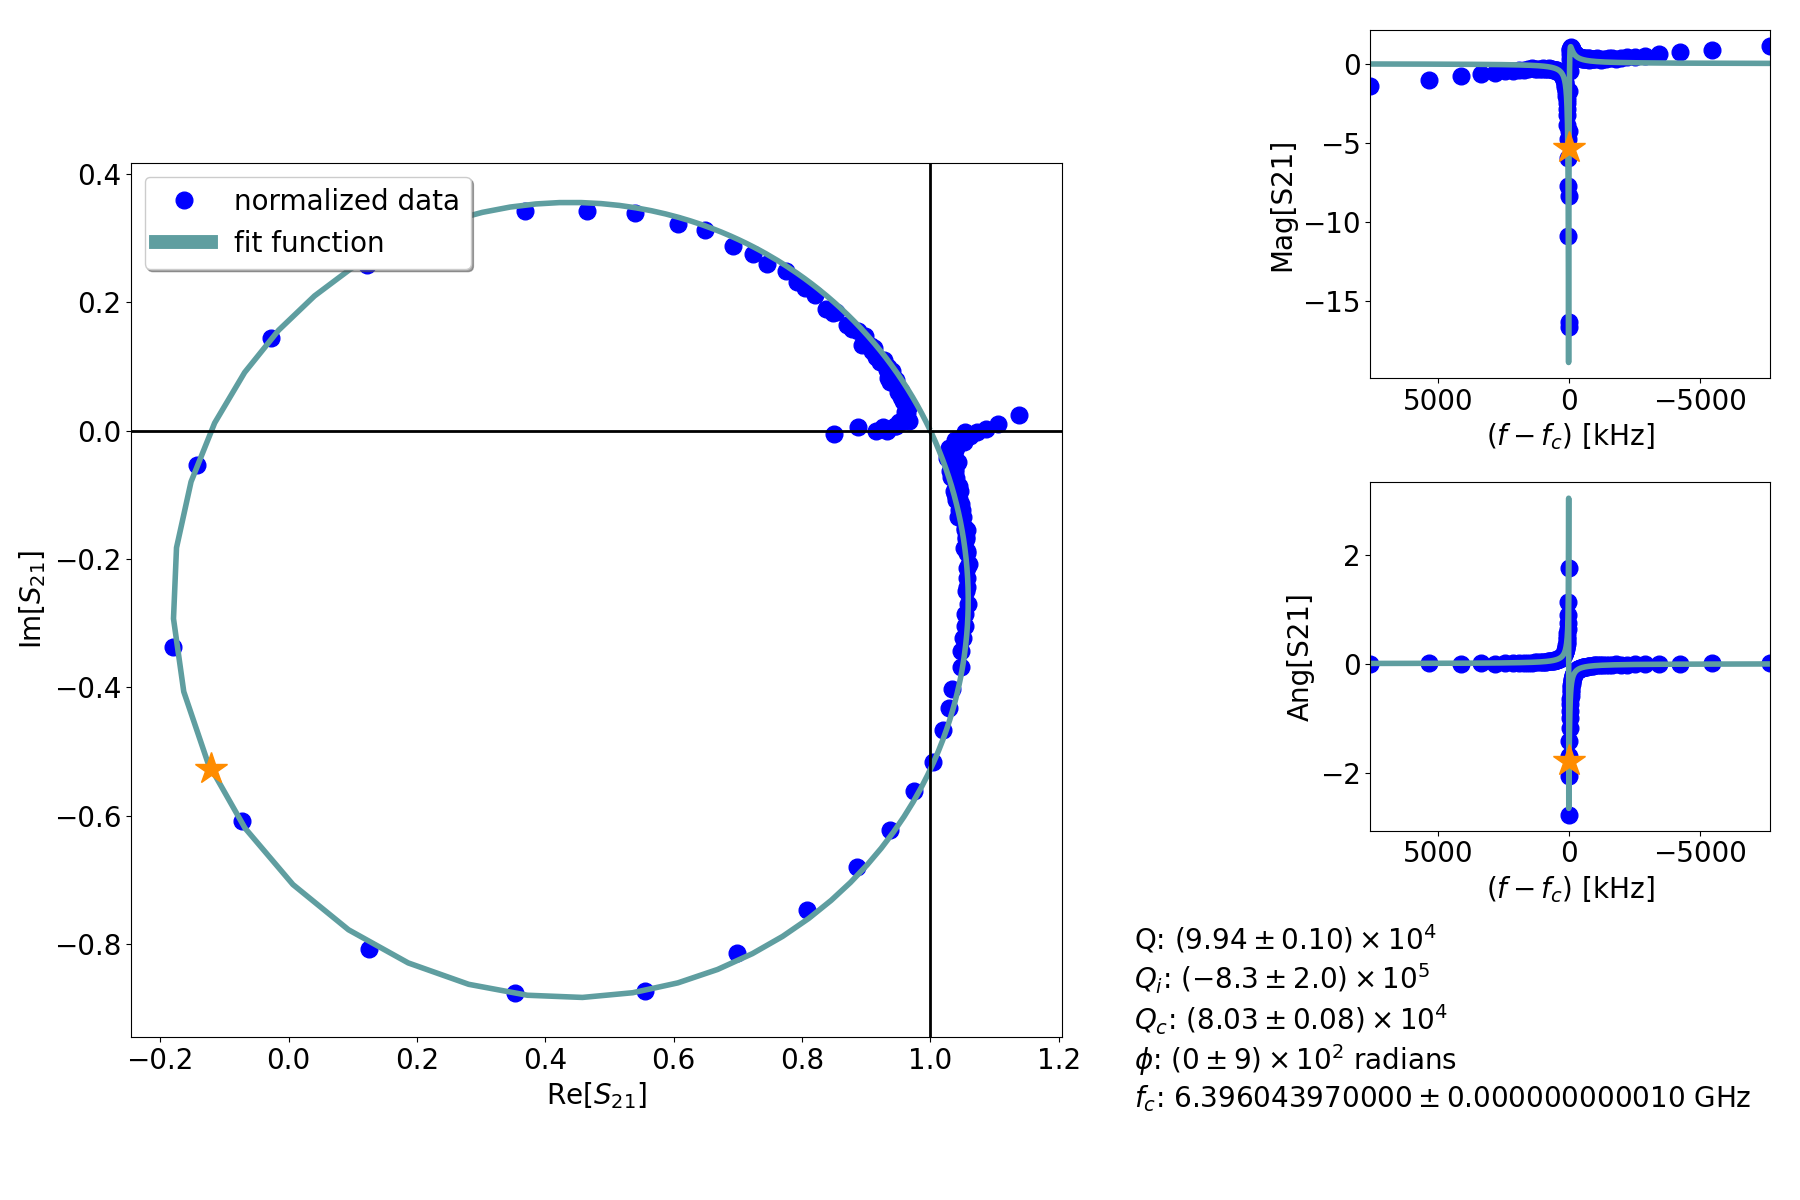 normalized data
fit function
0.4
0.2
0.0
−0.2
−0.4
−0.6
−0.8
Im[S21]
−0.2 0.0 0.2 0.4 0.6 0.8 1.0 1.2
Re[S21]
0
−5
−10
−15
Mag[S21]
5000 0 −5000
(f − fc) [kHz]
2
0
−2
Ang[S21]
5000 0 −5000
(f − fc) [kHz]
Q: (9.94 ± 0.10) × 10^4
Qi: (−8.3 ± 2.0) × 10^5
Qc: (8.03 ± 0.08) × 10^4
ϕ: (0 ± 9) × 10^2 radians
fc: 6.396043970000 ± 0.000000000010 GHz